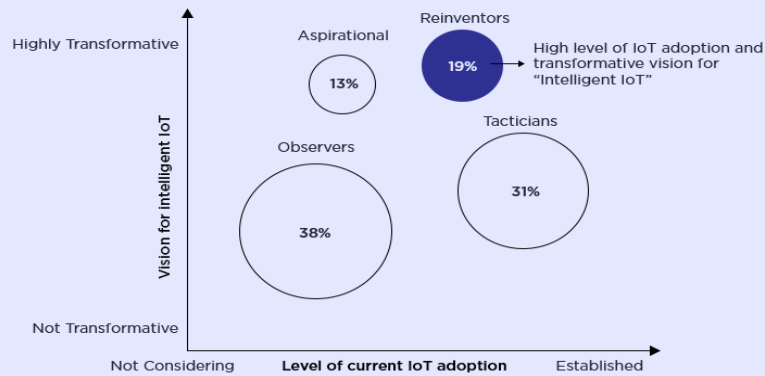 Reinventors
Highly Transformative
Aspirational
19%
High level of IoT adoption and
transformative vision for
“Intelligent IoT”
13%
Tacticians
Observers
Vision for intelligent IoT
31%
38%
Not Transformative
Not Considering
Level of current IoT adoption
Established